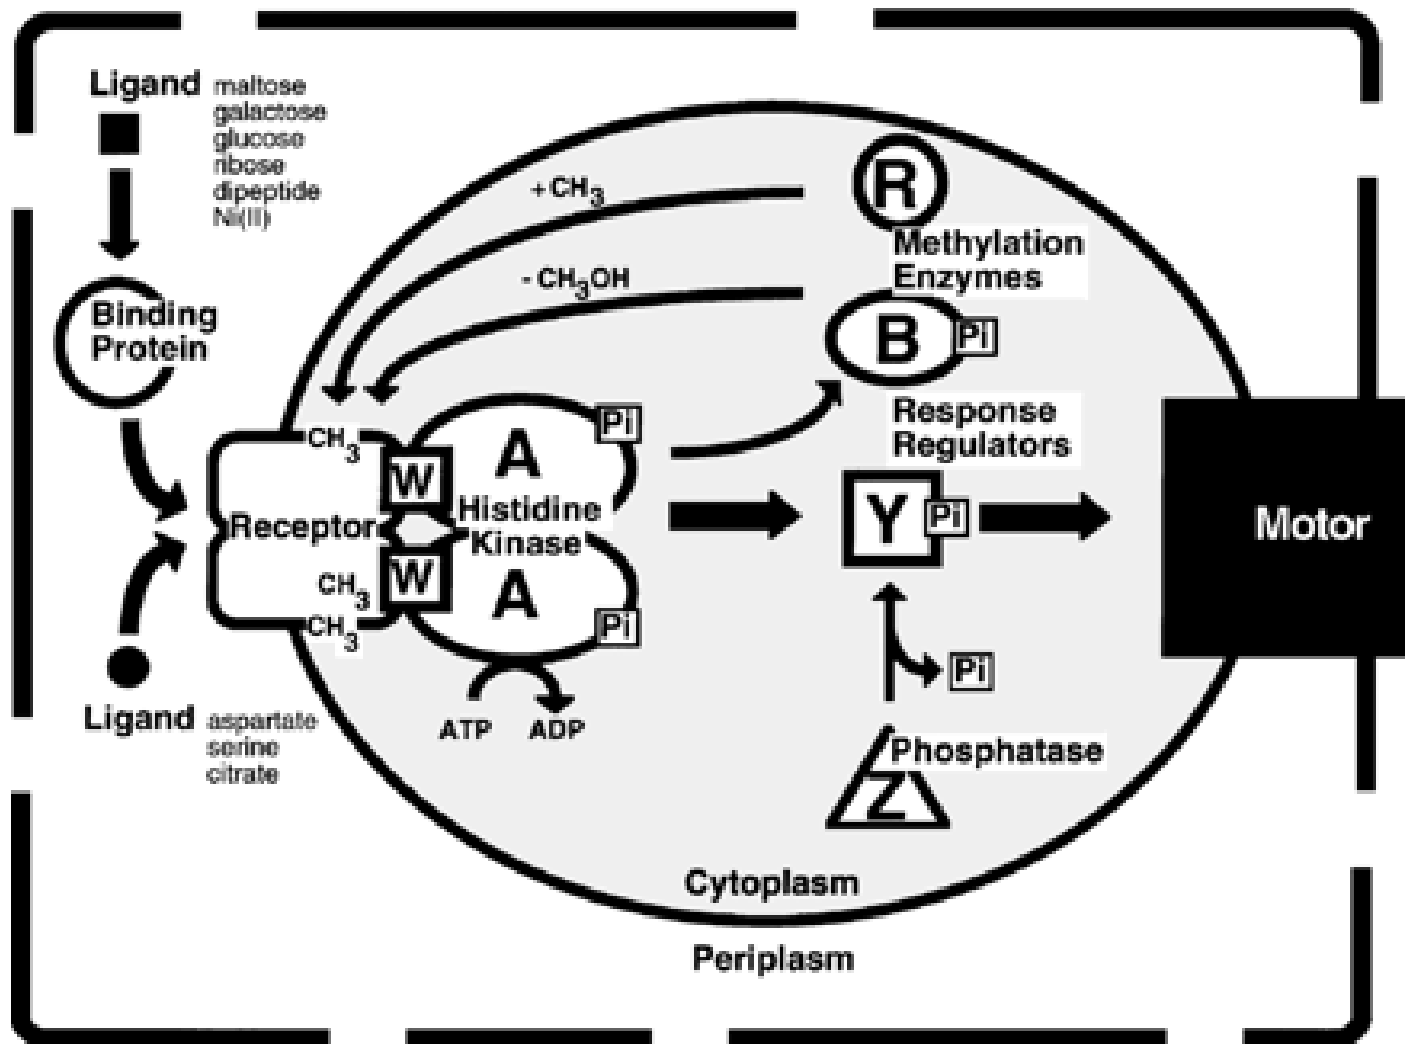 Ligand maltose
galactose
glucose
ribose
dipeptide
Ni(II)
Binding
Protein
+CH3
-CH3OH
R
Methylation
Enzymes
B Pi
Response
Regulators
CH3
W
A Pi
Histidine
Kinase
Receptor
CH3
W
A
CH3
Pi
Y Pi
Motor
ATP ADP
Pi
Phosphatase
Z
Ligand aspartate
serine
citrate
Cytoplasm
Periplasm